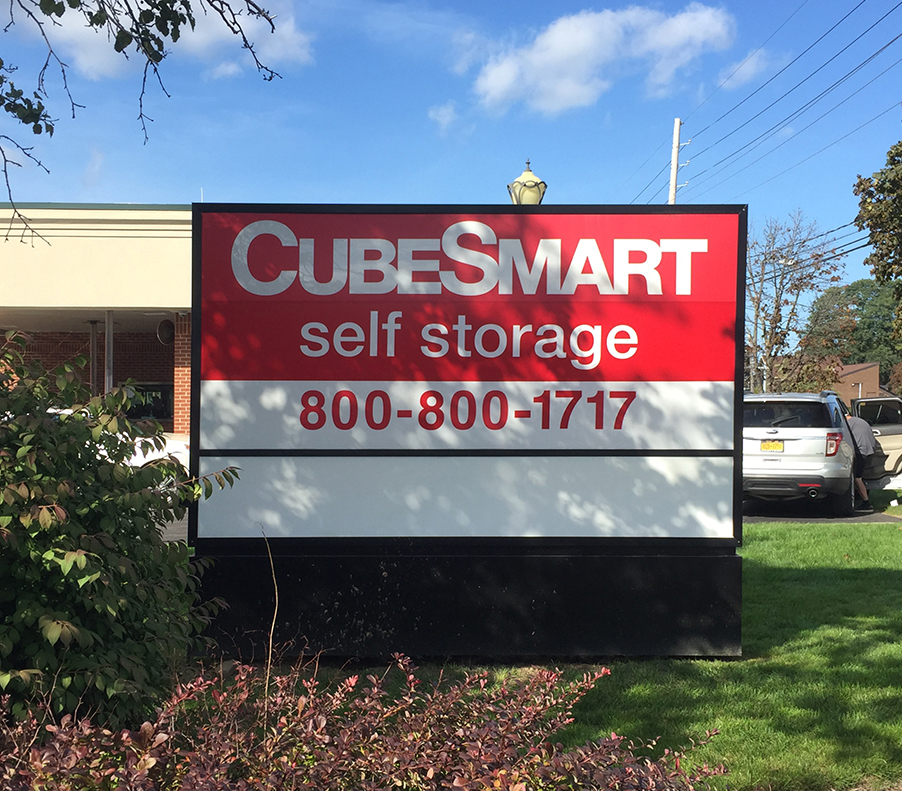 CUBESMART
self storage
800-800-1717